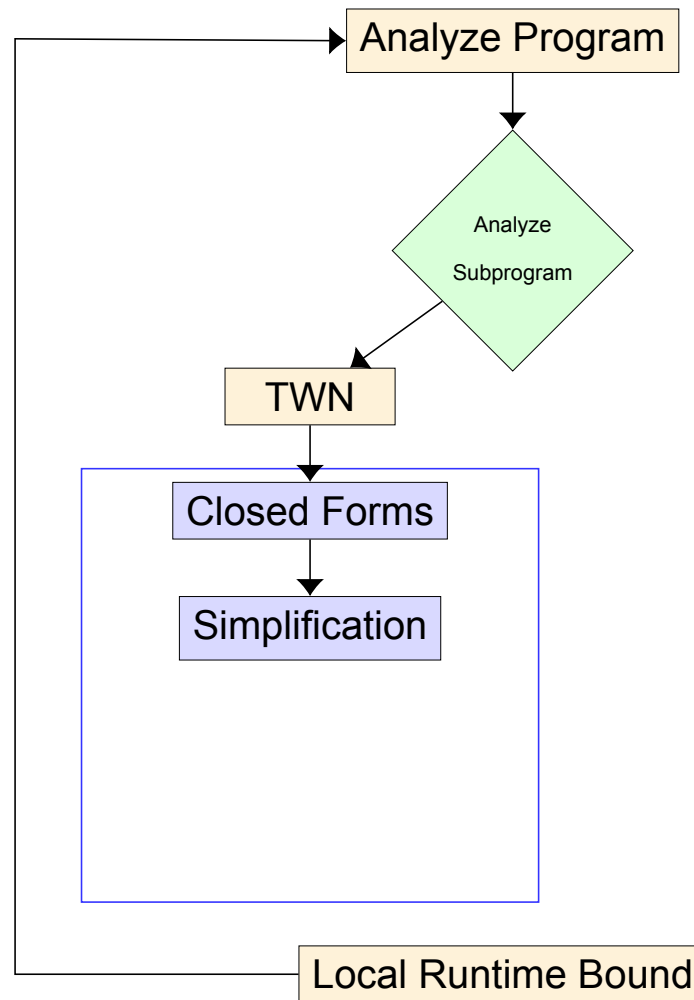 Analyze Program
Analyze
Subprogram
TWN
Closed Forms
Simplification
Local Runtime Bound